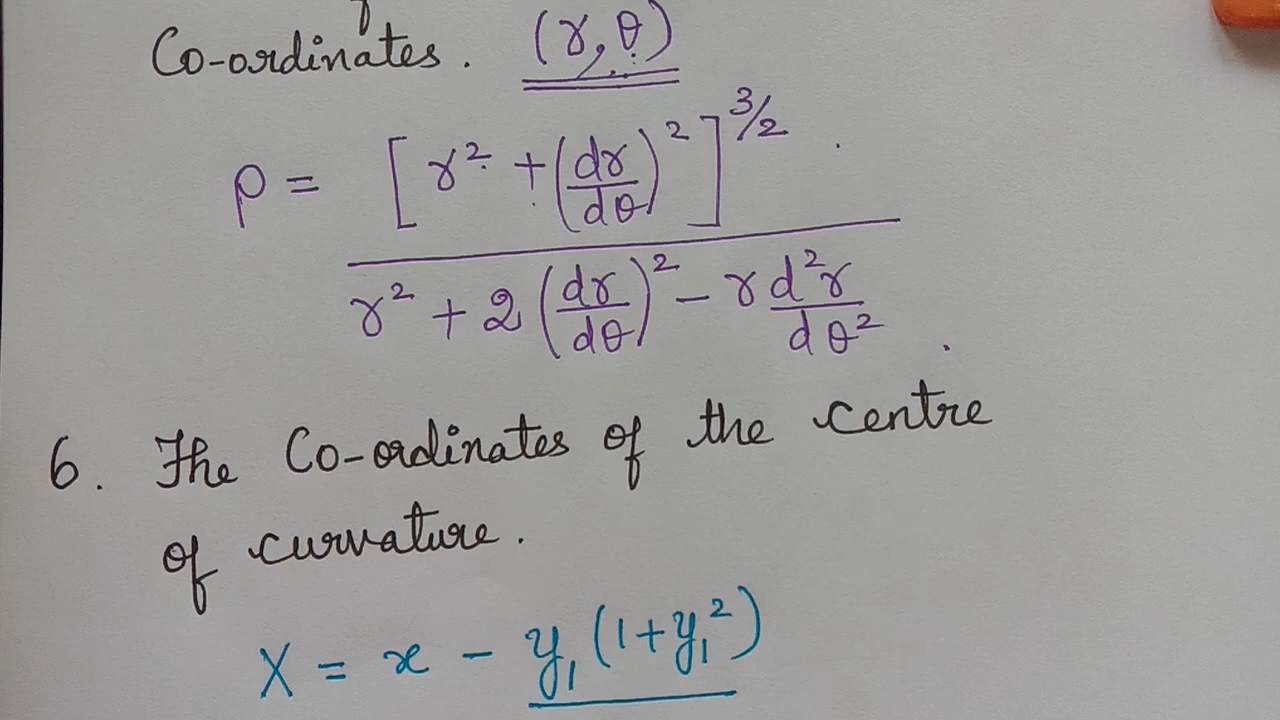 Co-ordinates. (r, θ)
ρ = [r² + (dr/dθ)²]^3/2
r² + 2(dr/dθ)² - r d²r/dθ²
6. The Co-ordinates of the centre
of curvature.
X = x - y₁(1+y₁²)